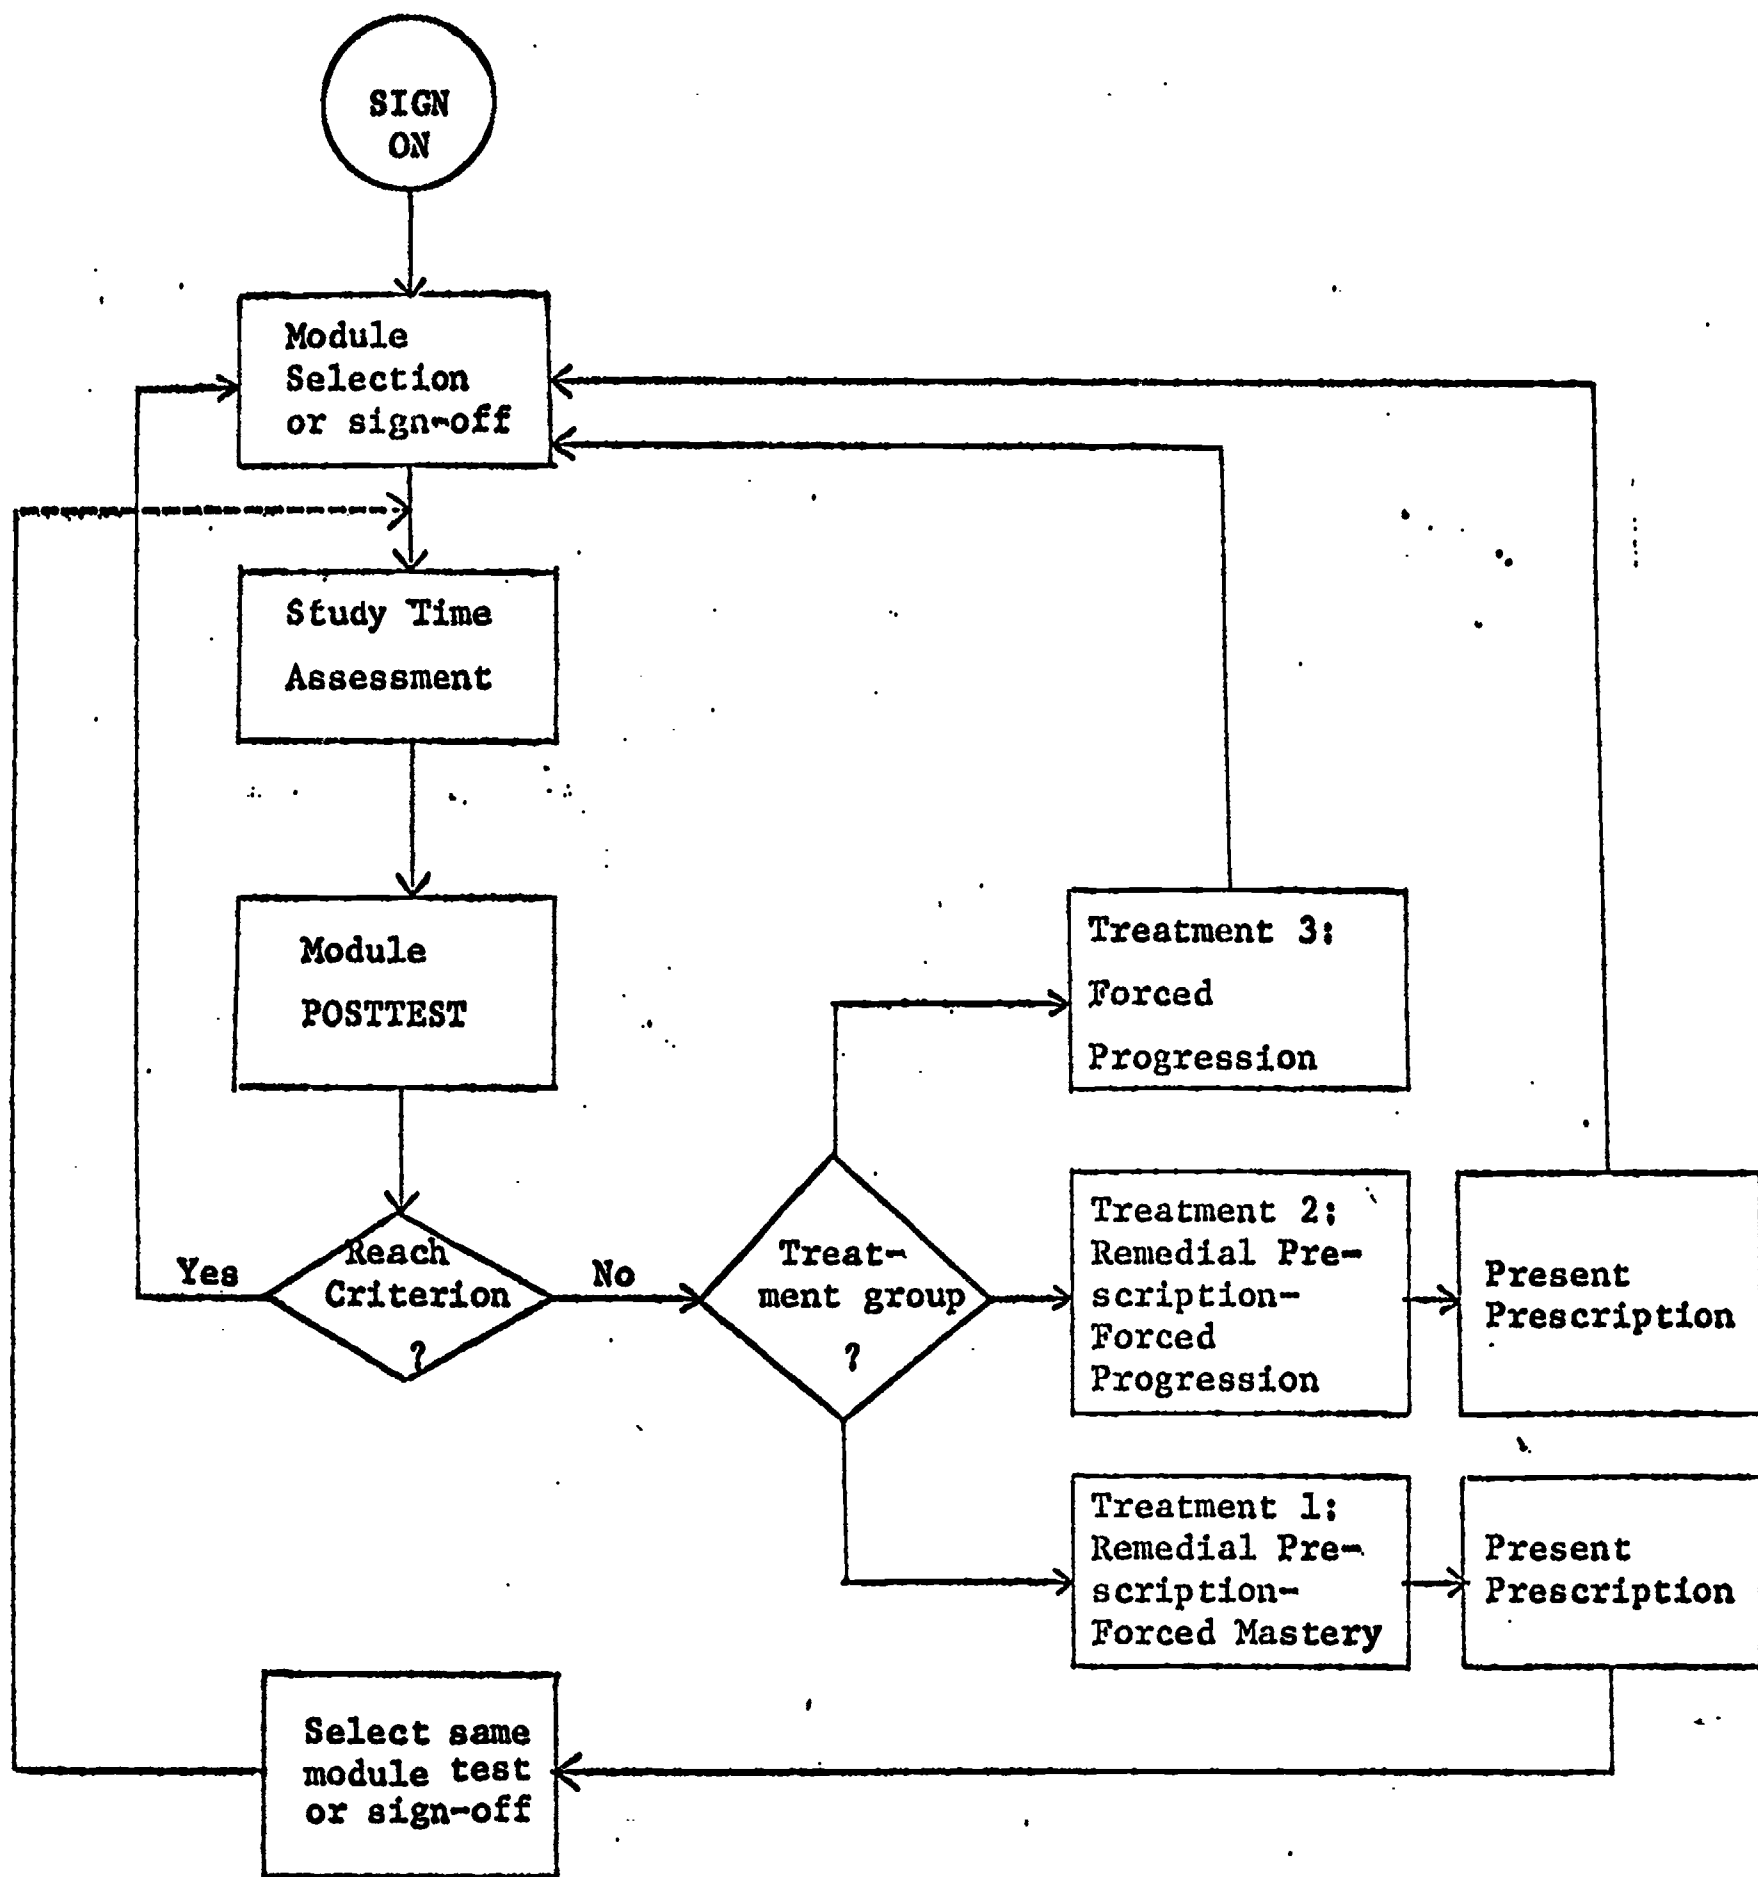 SIGN
ON
Module
Selection
or sign-off
Study Time
Assessment
Module
POSTTEST
Reach
Criterion
?
Yes
No
Treat-
ment group
?
Treatment 3:
Forced
Progression
Treatment 2:
Remedial Pre-
scription-
Forced
Progression
Present
Prescription
Treatment 1:
Remedial Pre-
scription-
Forced Mastery
Present
Prescription
Select same
module test
or sign-off